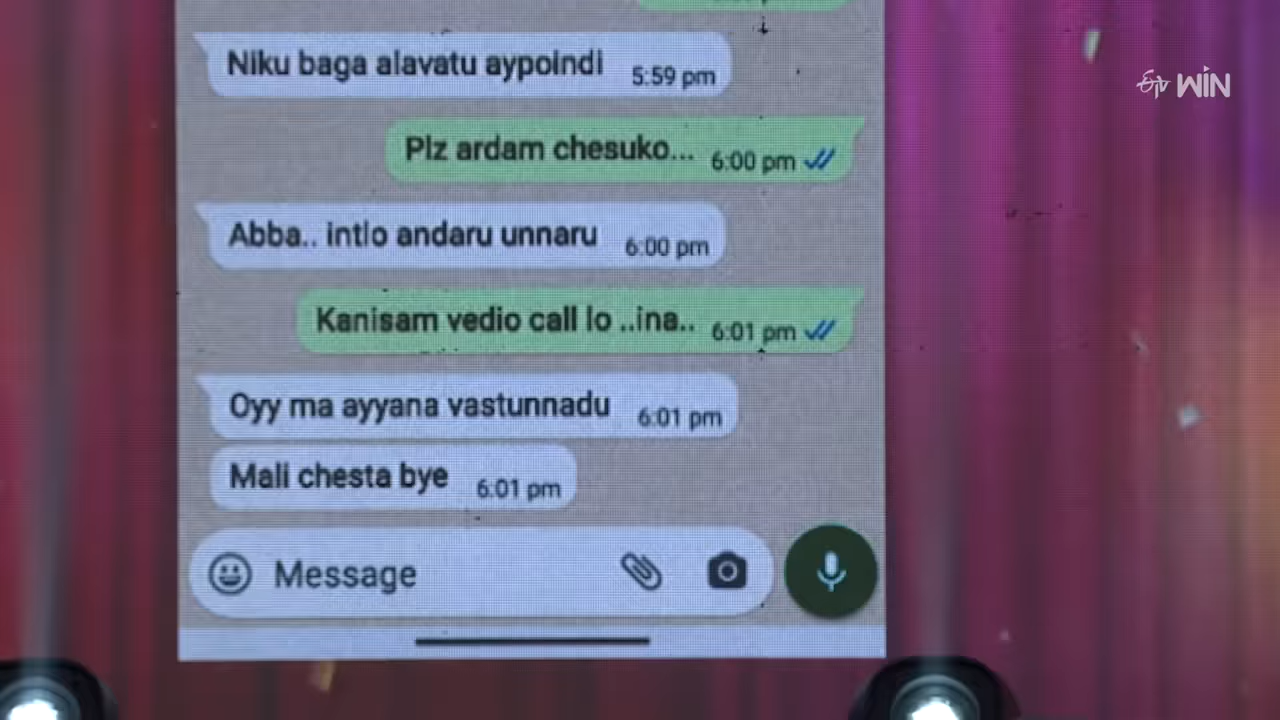 Niku baga alavatu aypoindi 5:59 pm
Plz ardam chesuko... 6:00 pm
Abba.. intlo andaru unnaru 6:00 pm
Kanisam vedio call lo ..ina.. 6:01 pm
Oyy ma ayyana vastunnadu 6:01 pm
Mali chesta bye 6:01 pm
Message
etv WIN